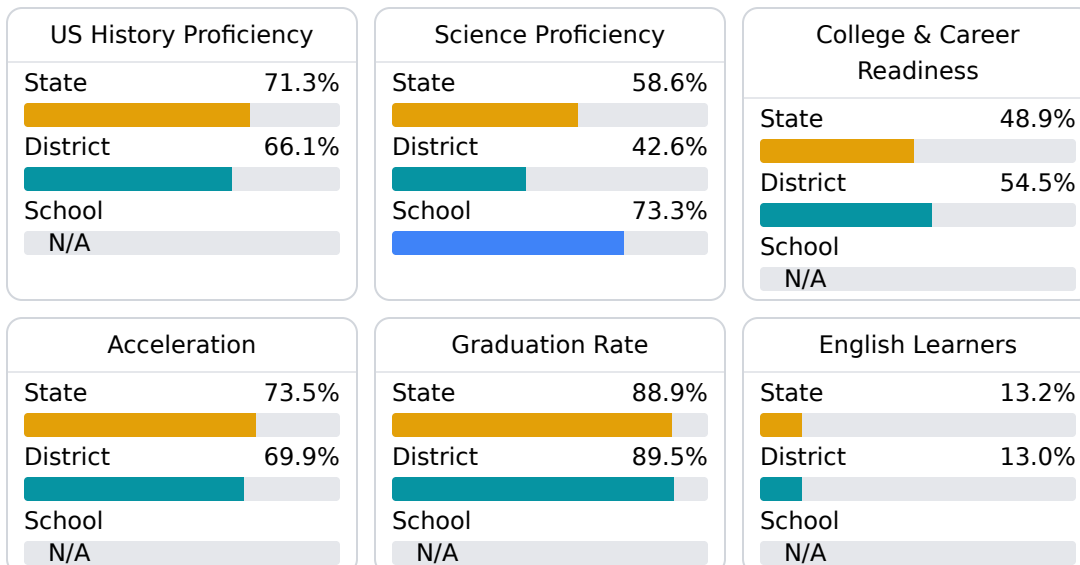 US History Proficiency
State 71.3%
District 66.1%
School
N/A
Science Proficiency
State 58.6%
District 42.6%
School 73.3%
College & Career
Readiness
State 48.9%
District 54.5%
School
N/A
Acceleration
State 73.5%
District 69.9%
School
N/A
Graduation Rate
State 88.9%
District 89.5%
School
N/A
English Learners
State 13.2%
District 13.0%
School
N/A